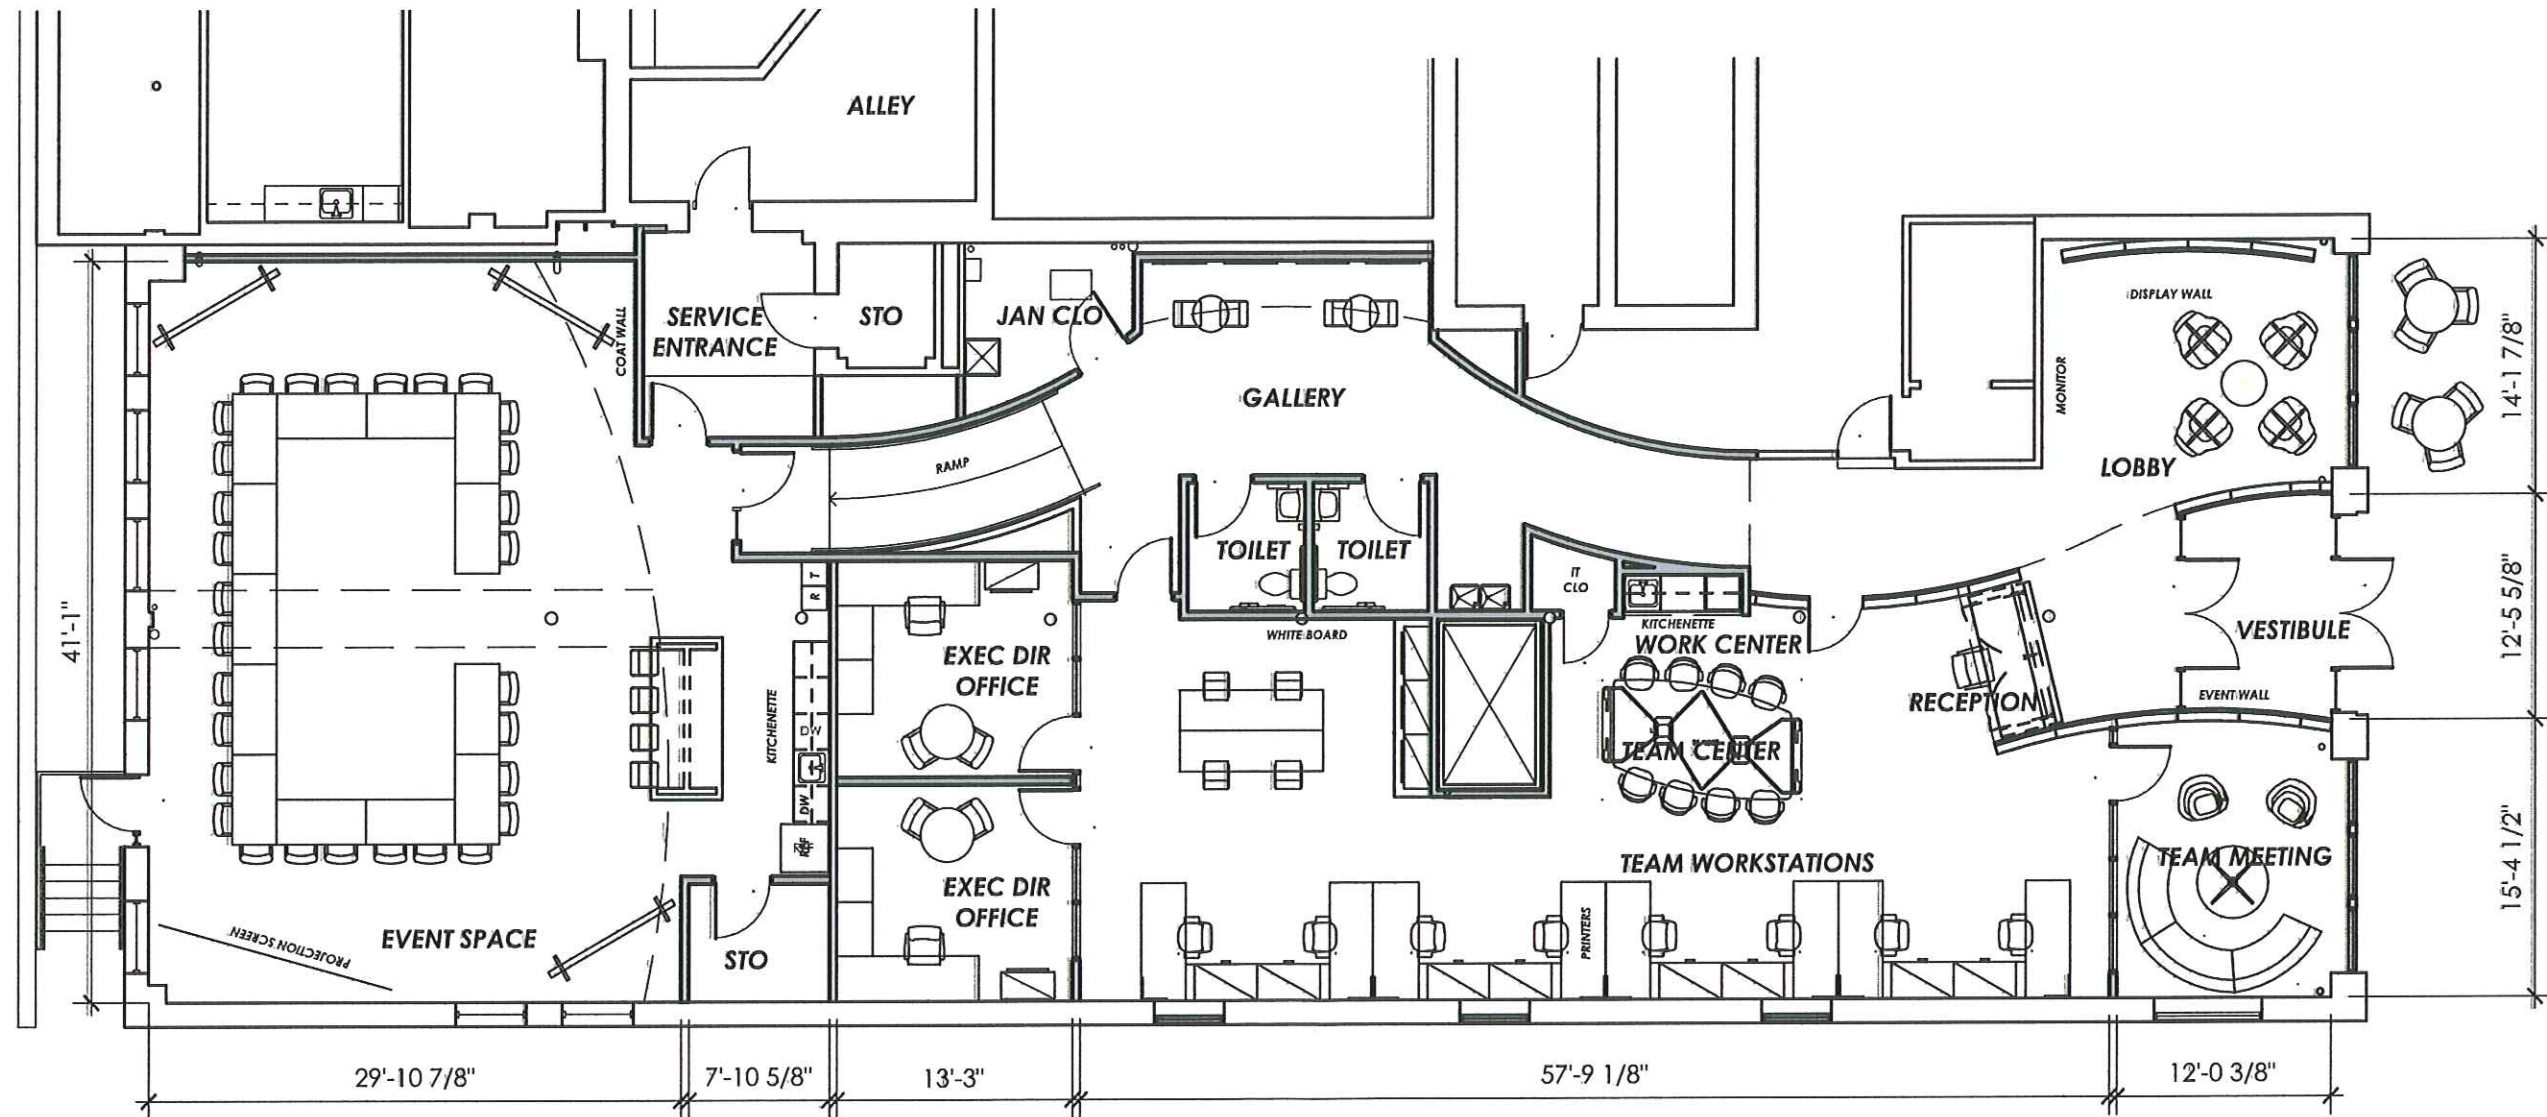 ALLEY
DISPLAY WALL
COAT WALL
SERVICE
ENTRANCE
STO
JAN CLO
MONITOR
14'-1 7/8"
GALLERY
LOBBY
RAMP
TOILET
TOILET
IT
CLO
T
R
41'-1"
KITCHENETTE
WHITE BOARD
WORK CENTER
VESTIBULE
12'-5 5/8"
EXEC DIR
OFFICE
KITCHENETTE
DW
DW
REF
RECEPTION
EVENT WALL
TEAM CENTER
TEAM WORKSTATIONS
TEAM MEETING
15'-4 1/2"
EXEC DIR
OFFICE
PRINTERS
PROJECTION SCREEN
EVENT SPACE
STO
29'-10 7/8"
7'-10 5/8"
13'-3"
57'-9 1/8"
12'-0 3/8"